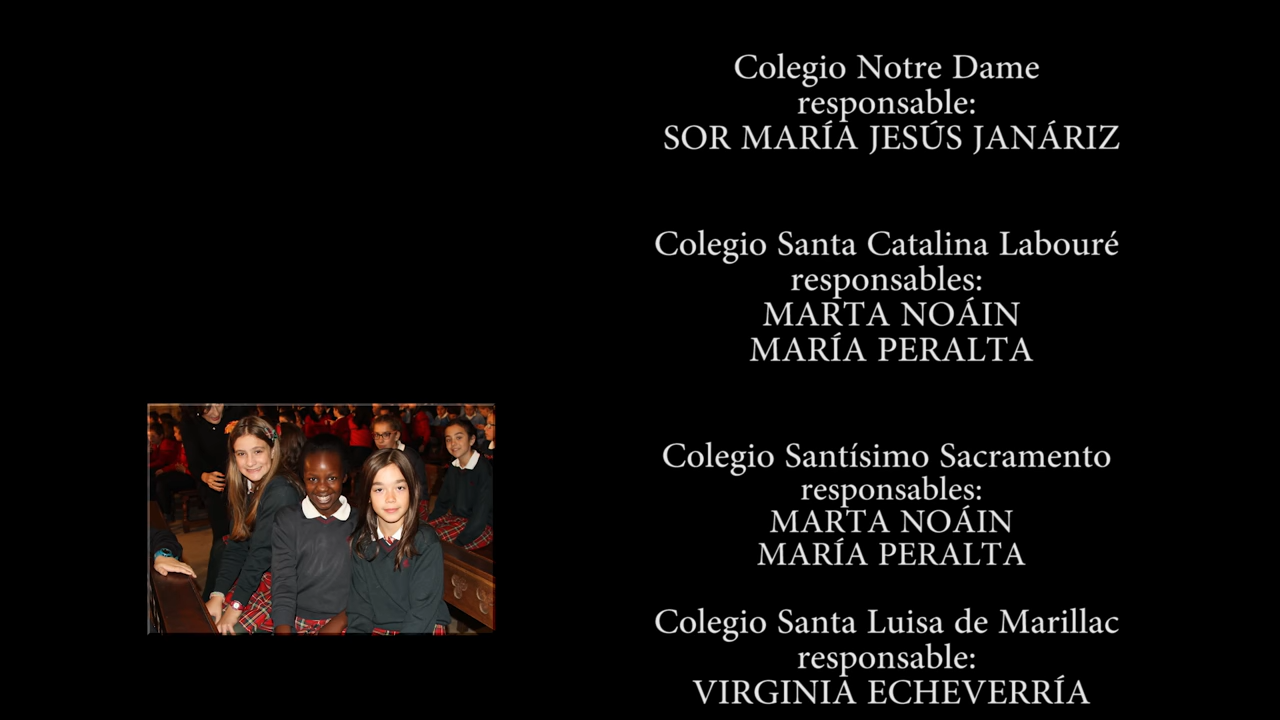 Colegio Notre Dame
responsable:
SOR MARÍA JESÚS JANÁRIZ
Colegio Santa Catalina Labouré
responsables:
MARTA NOÁIN
MARÍA PERALTA
Colegio Santísimo Sacramento
responsables:
MARTA NOÁIN
MARÍA PERALTA
Colegio Santa Luisa de Marillac
responsable:
VIRGINIA ECHEVERRÍA